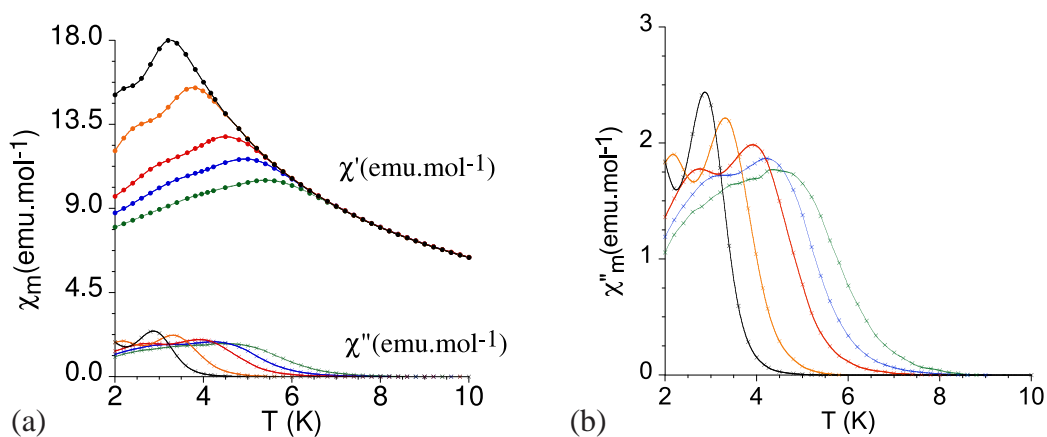 18.0
13.5
9.0
4.5
0.0
χm(emu.mol-1)
χ'(emu.mol-1)
χ''(emu.mol-1)
2 4 6 8 10
T (K)
(a)
3
2
1
0
χ''m(emu.mol-1)
2 4 6 8 10
T (K)
(b)